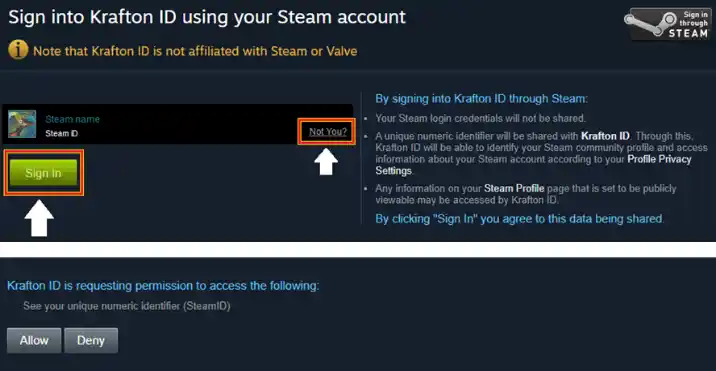 Sign into Krafton ID using your Steam account
Sign in
through
STEAM
Note that Krafton ID is not affiliated with Steam or Valve
Steam name
Steam ID
Not You?
Sign In
By signing into Krafton ID through Steam:
• Your Steam login credentials will not be shared.
• A unique numeric identifier will be shared with Krafton ID. Through this,
Krafton ID will be able to identify your Steam community profile and access
information about your Steam account according to your Profile Privacy
Settings.
• Any information on your Steam Profile page that is set to be publicly
viewable may be accessed by Krafton ID.
By clicking "Sign In" you agree to this data being shared.
Krafton ID is requesting permission to access the following:
See your unique numeric identifier (SteamID)
Allow
Deny